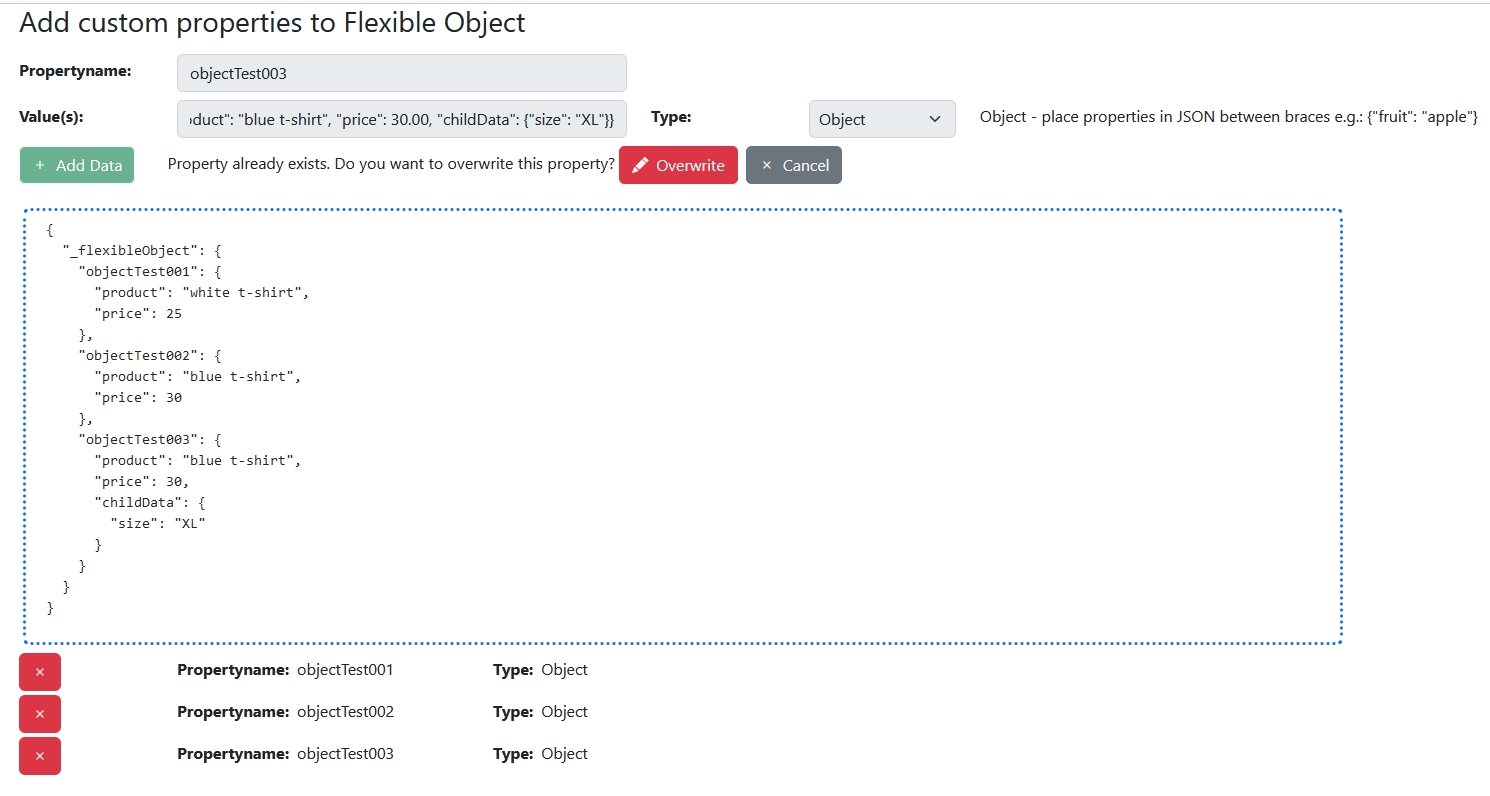 Add custom properties to Flexible Object
Propertyname: objectTest003
Value(s): duct": "blue t-shirt", "price": 30.00, "childData": {"size": "XL"}} Type: Object Object - place properties in JSON between braces e.g.: {"fruit": "apple"}
+ Add Data Property already exists. Do you want to overwrite this property? Overwrite × Cancel
{
"_flexibleObject": {
"objectTest001": {
"product": "white t-shirt",
"price": 25
},
"objectTest002": {
"product": "blue t-shirt",
"price": 30
},
"objectTest003": {
"product": "blue t-shirt",
"price": 30,
"childData": {
"size": "XL"
}
}
}
}
× Propertyname: objectTest001 Type: Object
× Propertyname: objectTest002 Type: Object
× Propertyname: objectTest003 Type: Object